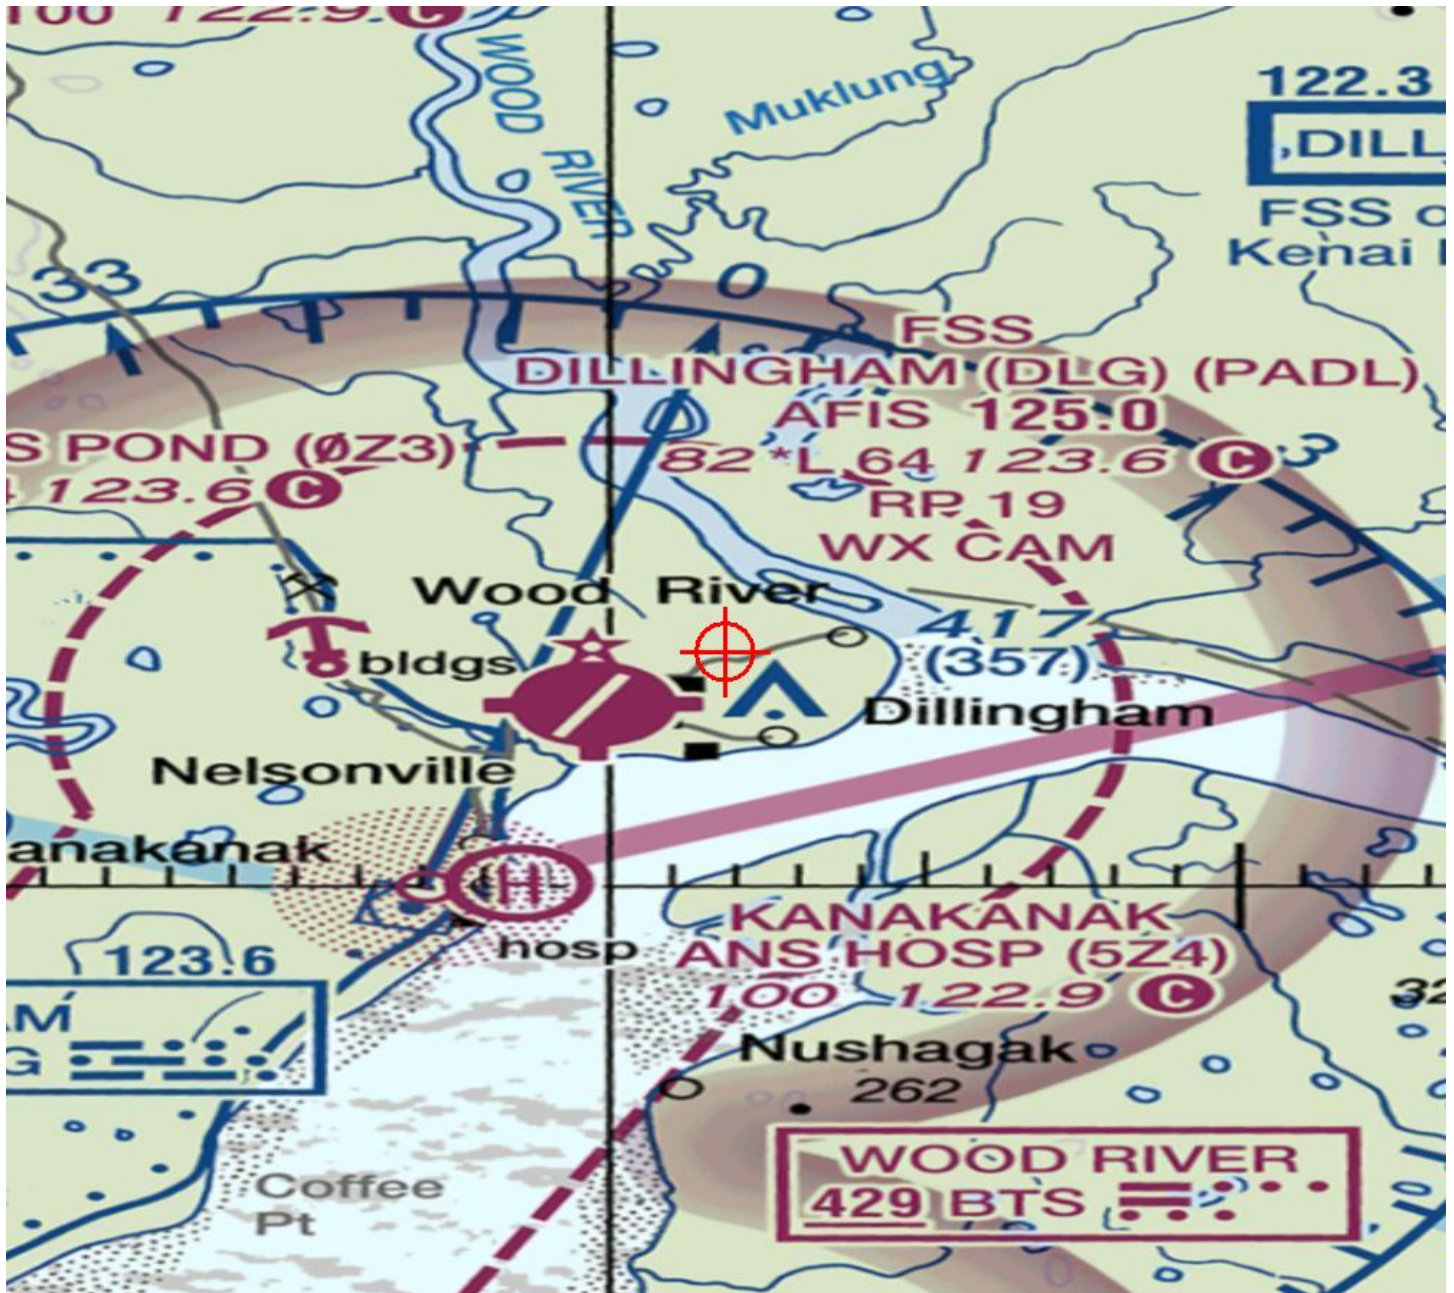 100 122.9 C
WOOD
RIVER
Muklung
122.3
DILL
FSS o
Kenai
33
0
3
FSS
DILLINGHAM (DLG) (PADL)
AFIS 125.0
82 *L 64 123.6 C
RP 19
WX CAM
S POND (ØZ3)
123.6 C
Wood River
417
(357)
bldgs
Dillingham
Nelsonville
anakanak
H
hosp
KANAKANAK
ANS HOSP (5Z4)
100 122.9 C
123.6
AM
G
Nushagak
262
32
WOOD RIVER
429 BTS
Coffee
Pt